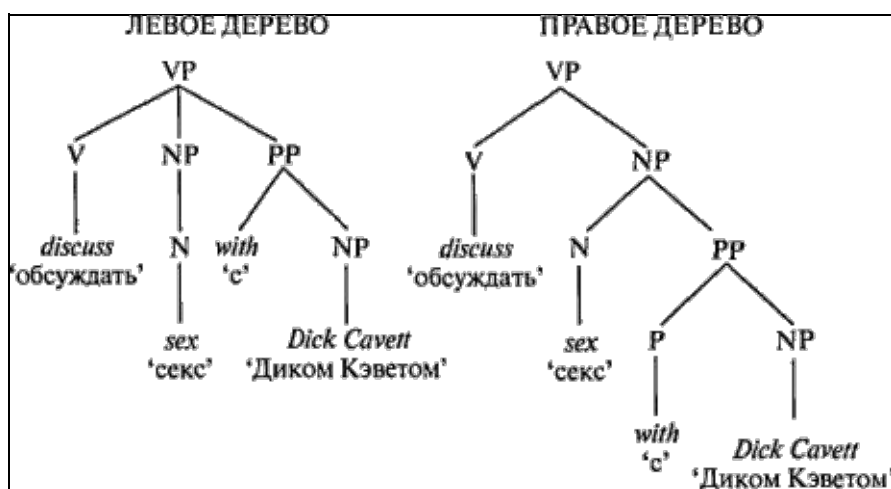 ЛЕВОЕ ДЕРЕВО ПРАВОЕ ДЕРЕВО
VP VP
V NP PP V NP
discuss N with NP discuss N PP
‘обсуждать’ ‘с’ ‘обсуждать’
sex Dick Cavett sex P NP
‘секс’ ‘Диком Кэветом’ ‘секс’
with Dick Cavett
‘с’ ‘Диком Кэветом’